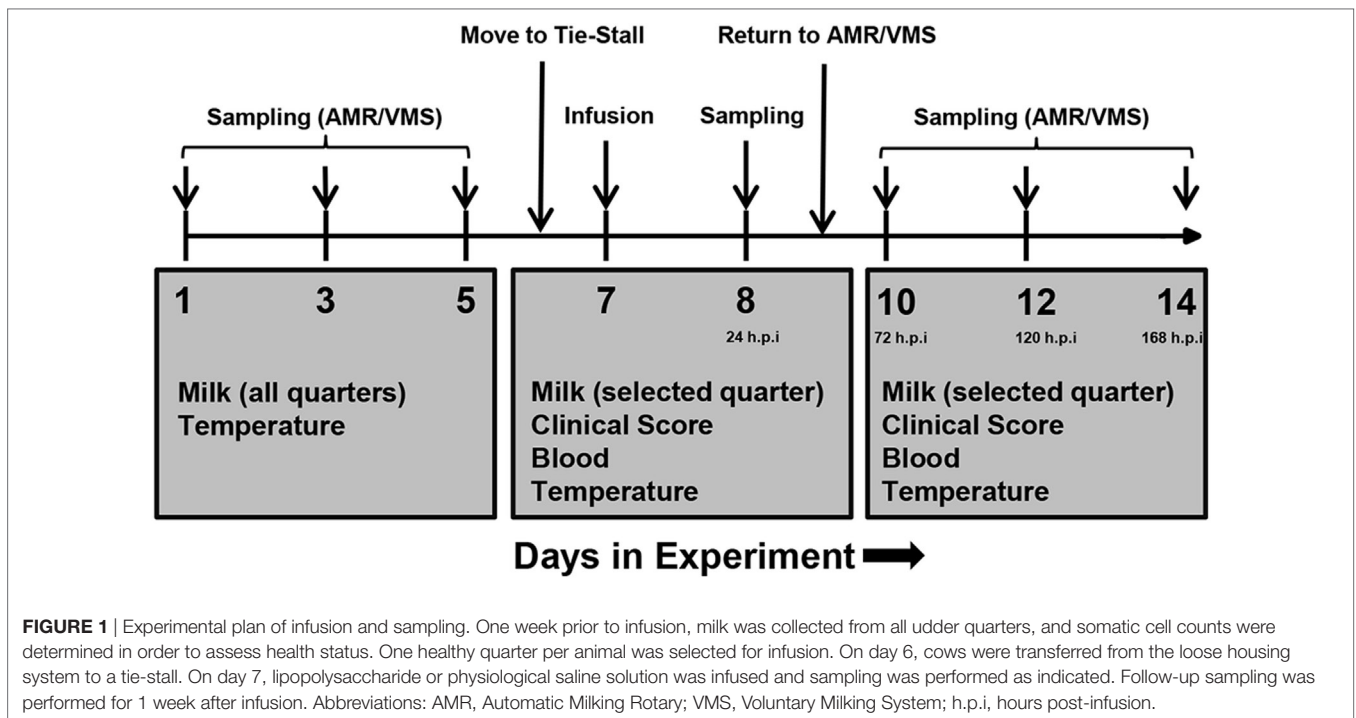 Move to Tie-Stall Return to AMR/VMS
Sampling (AMR/VMS) Infusion Sampling Sampling (AMR/VMS)
1 3 5
Milk (all quarters)
Temperature
7 8
24 h.p.i
Milk (selected quarter)
Clinical Score
Blood
Temperature
10 12 14
72 h.p.i 120 h.p.i 168 h.p.i
Milk (selected quarter)
Clinical Score
Blood
Temperature
Days in Experiment
FIGURE 1 | Experimental plan of infusion and sampling. One week prior to infusion, milk was collected from all udder quarters, and somatic cell counts were
determined in order to assess health status. One healthy quarter per animal was selected for infusion. On day 6, cows were transferred from the loose housing
system to a tie-stall. On day 7, lipopolysaccharide or physiological saline solution was infused and sampling was performed as indicated. Follow-up sampling was
performed for 1 week after infusion. Abbreviations: AMR, Automatic Milking Rotary; VMS, Voluntary Milking System; h.p.i, hours post-infusion.